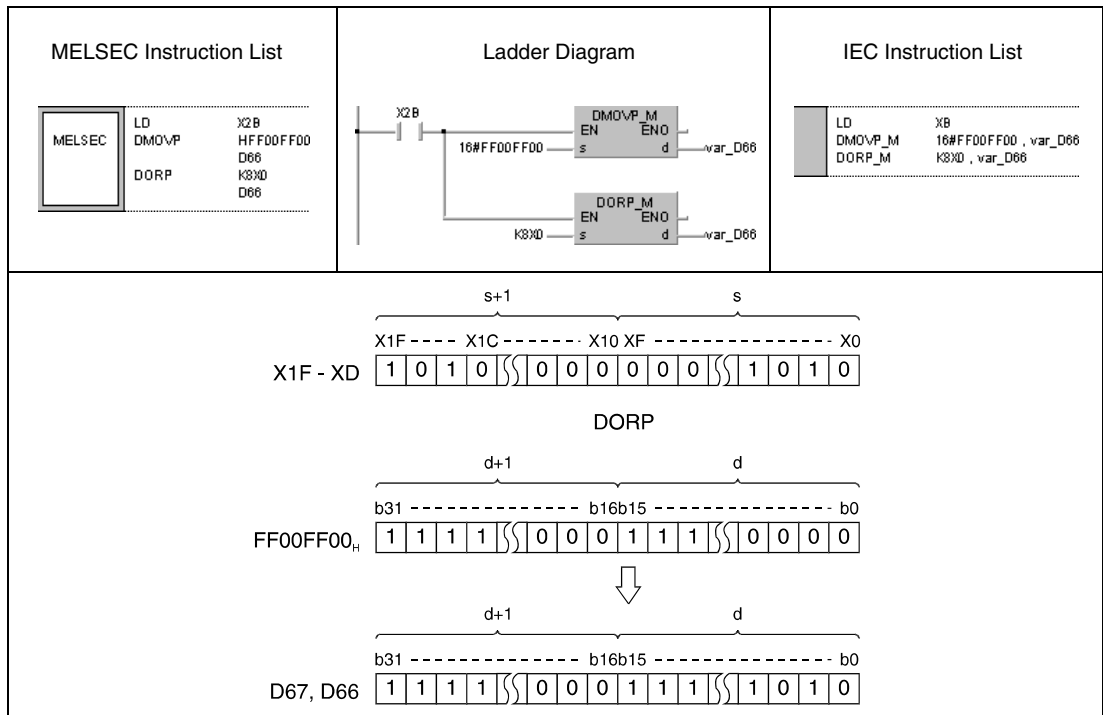 MELSEC Instruction List
Ladder Diagram
IEC Instruction List
MELSEC
LD X2B
DMOVP HFF00FF00
D66
DORP K8X0
D66
X2B
DMOVP_M
EN ENO
16#FF00FF00 s d var_D66
DORP_M
EN ENO
K8X0 s d var_D66
LD XB
DMOVP_M 16#FF00FF00 , var_D66
DORP_M K8X0 , var_D66
s+1 s
X1F - - - - X1C - - - - - - - X10 XF - - - - - - - - - - - - - - - - X0
X1F - XD 1 0 1 0 0 0 0 0 0 0 1 0 1 0
DORP
d+1 d
b31 - - - - - - - - - - - - - - - - b16b15 - - - - - - - - - - - - - - - - b0
FF00FF00H 1 1 1 1 0 0 0 1 1 1 0 0 0 0
d+1 d
b31 - - - - - - - - - - - - - - - - b16b15 - - - - - - - - - - - - - - - - b0
D67, D66 1 1 1 1 0 0 0 1 1 1 1 0 1 0